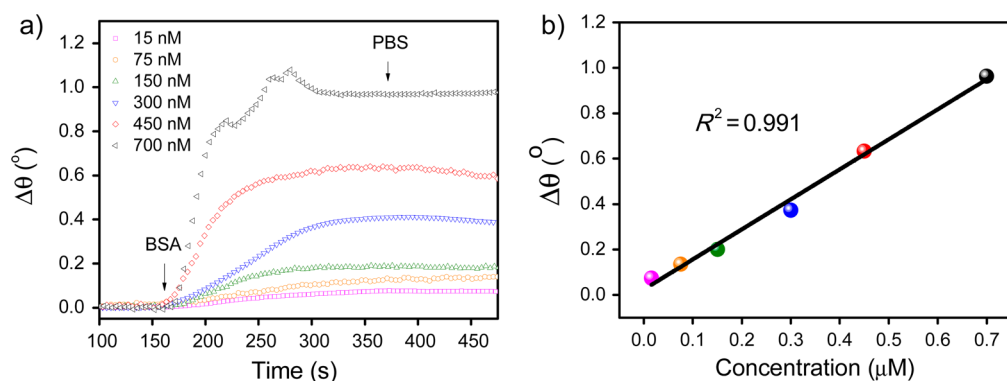 a)
1.2
1.0
0.8
0.6
0.4
0.2
0.0
Δθ (°)
15 nM
75 nM
150 nM
300 nM
450 nM
700 nM
PBS
BSA
100 150 200 250 300 350 400 450
Time (s)
b)
1.2
1.0
0.8
0.6
0.4
0.2
0.0
Δθ (°)
R² = 0.991
0.0 0.1 0.2 0.3 0.4 0.5 0.6 0.7
Concentration (μM)